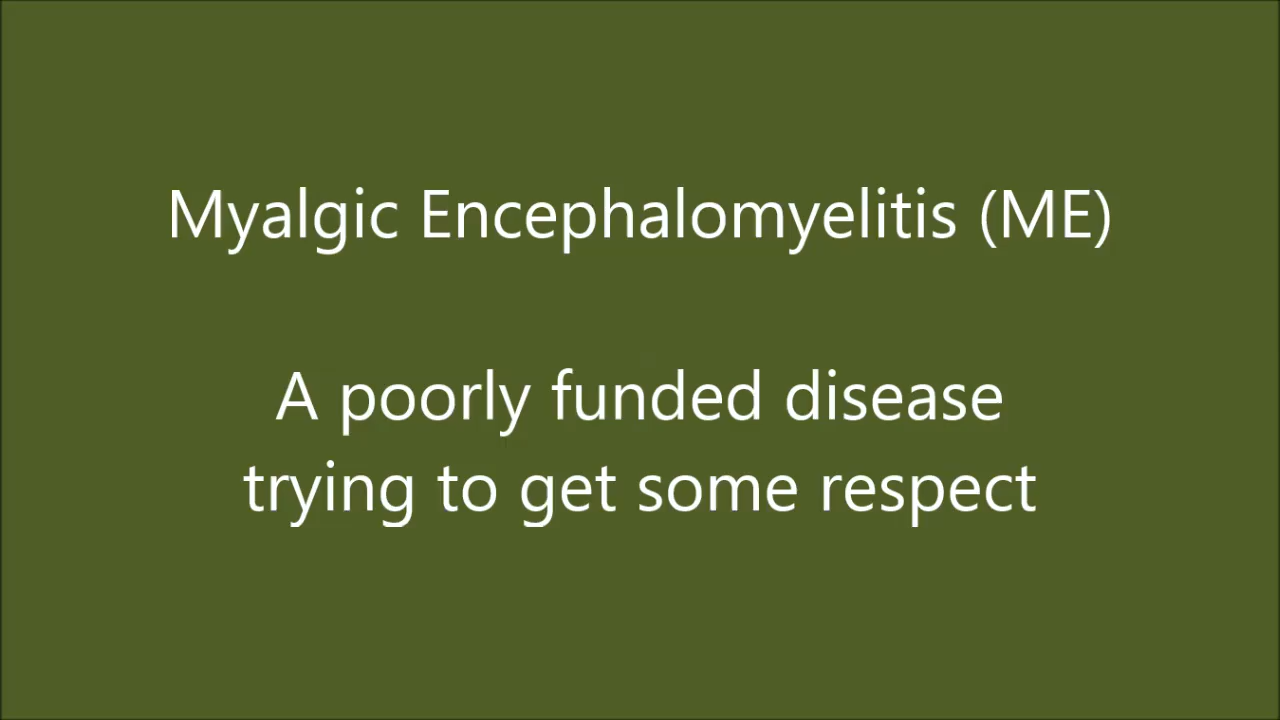 Myalgic Encephalomyelitis (ME)
A poorly funded disease
trying to get some respect